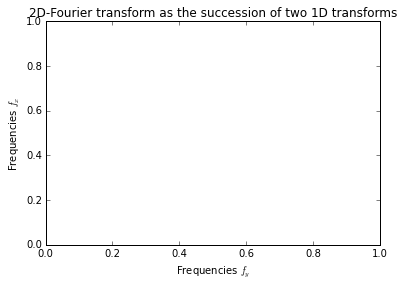 2D-Fourier transform as the succession of two 1D transforms
1.0
0.8
0.6
0.4
0.2
0.0
Frequencies f_x
0.0 0.2 0.4 0.6 0.8 1.0
Frequencies f_y